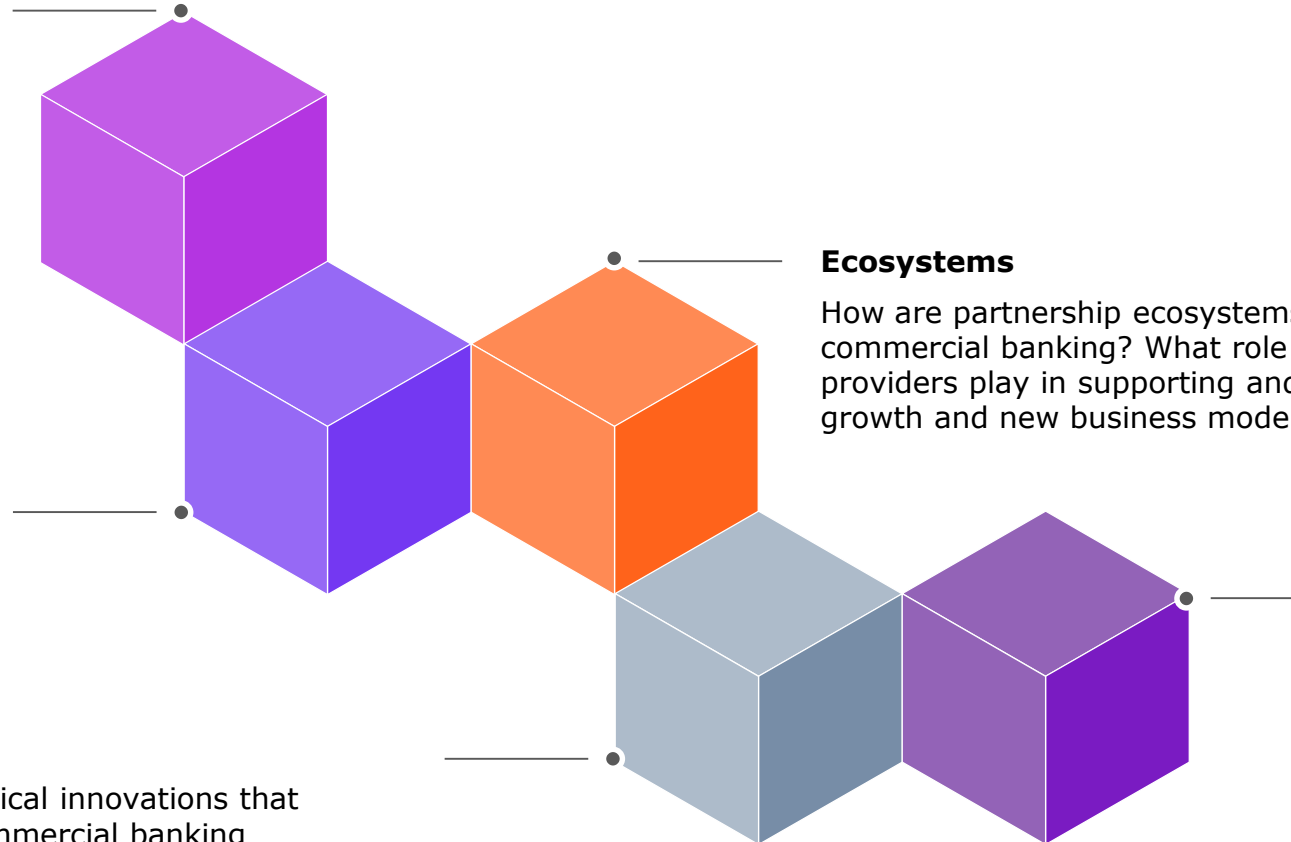 Ecosystems
How are partnership ecosystems
commercial banking? What role
providers play in supporting and
growth and new business mode
ical innovations that
mmercial banking